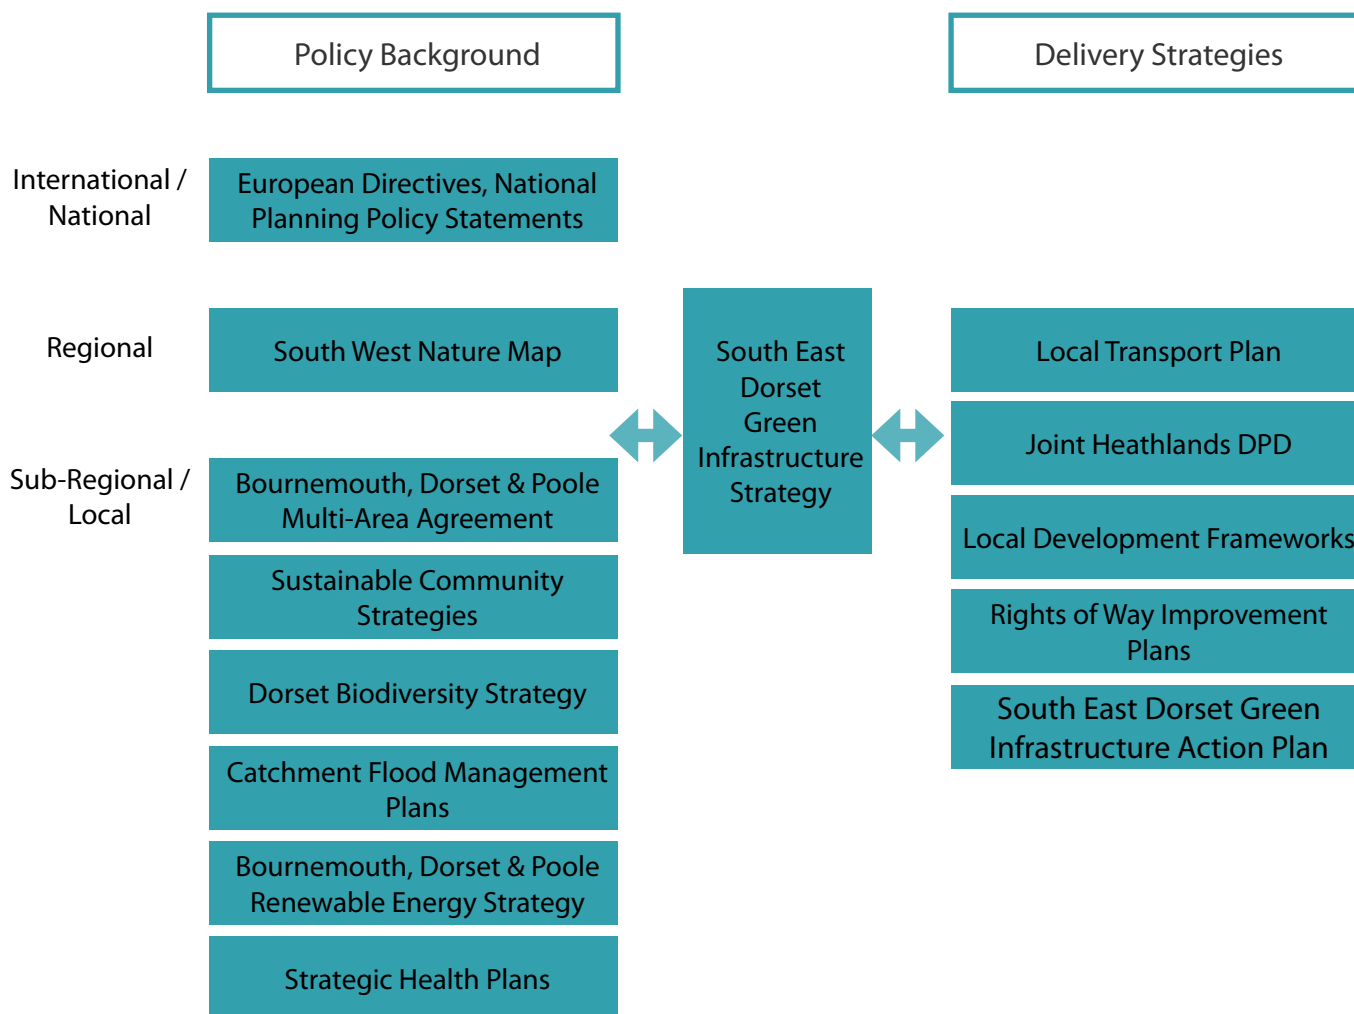 Policy Background
Delivery Strategies
International /
National
European Directives, National
Planning Policy Statements
Regional
South West Nature Map
South East
Dorset
Green
Infrastructure
Strategy
Local Transport Plan
Joint Heathlands DPD
Sub-Regional /
Local
Bournemouth, Dorset & Poole
Multi-Area Agreement
Local Development Frameworks
Sustainable Community
Strategies
Rights of Way Improvement
Plans
Dorset Biodiversity Strategy
South East Dorset Green
Infrastructure Action Plan
Catchment Flood Management
Plans
Bournemouth, Dorset & Poole
Renewable Energy Strategy
Strategic Health Plans